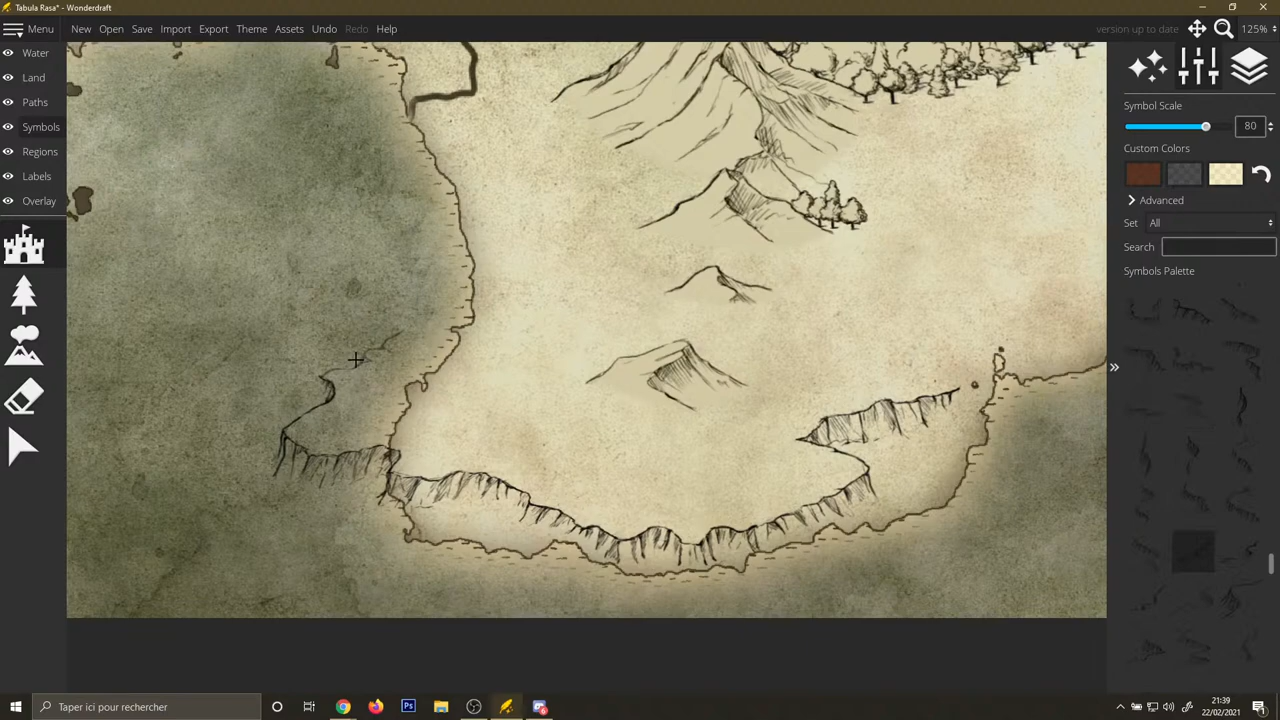 Tabula Rasa* - Wonderdraft
Menu New Open Save Import Export Theme Assets Undo Redo Help version up to date 125%
Water
Land
Paths
Symbols
Regions
Labels
Overlay
Symbol Scale
80
Custom Colors
Advanced
Set All
Search
Symbols Palette
Taper ici pour rechercher
21:39
22/02/2021